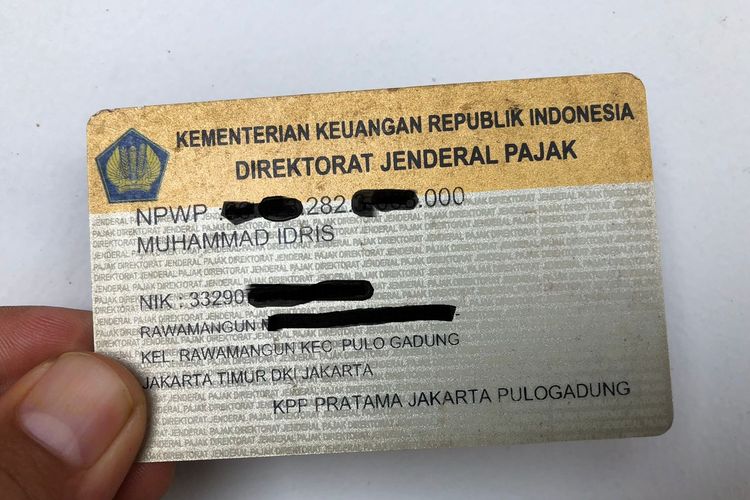 KEMENTERIAN KEUANGAN REPUBLIK INDONESIA
DIREKTORAT JENDERAL PAJAK
NPWP : 282. .000
MUHAMMAD IDRIS
NIK : 33290
RAWAMANGUN
KEL. RAWAMANGUN KEC. PULO GADUNG
JAKARTA TIMUR DKI JAKARTA
KPP PRATAMA JAKARTA PULOGADUNG